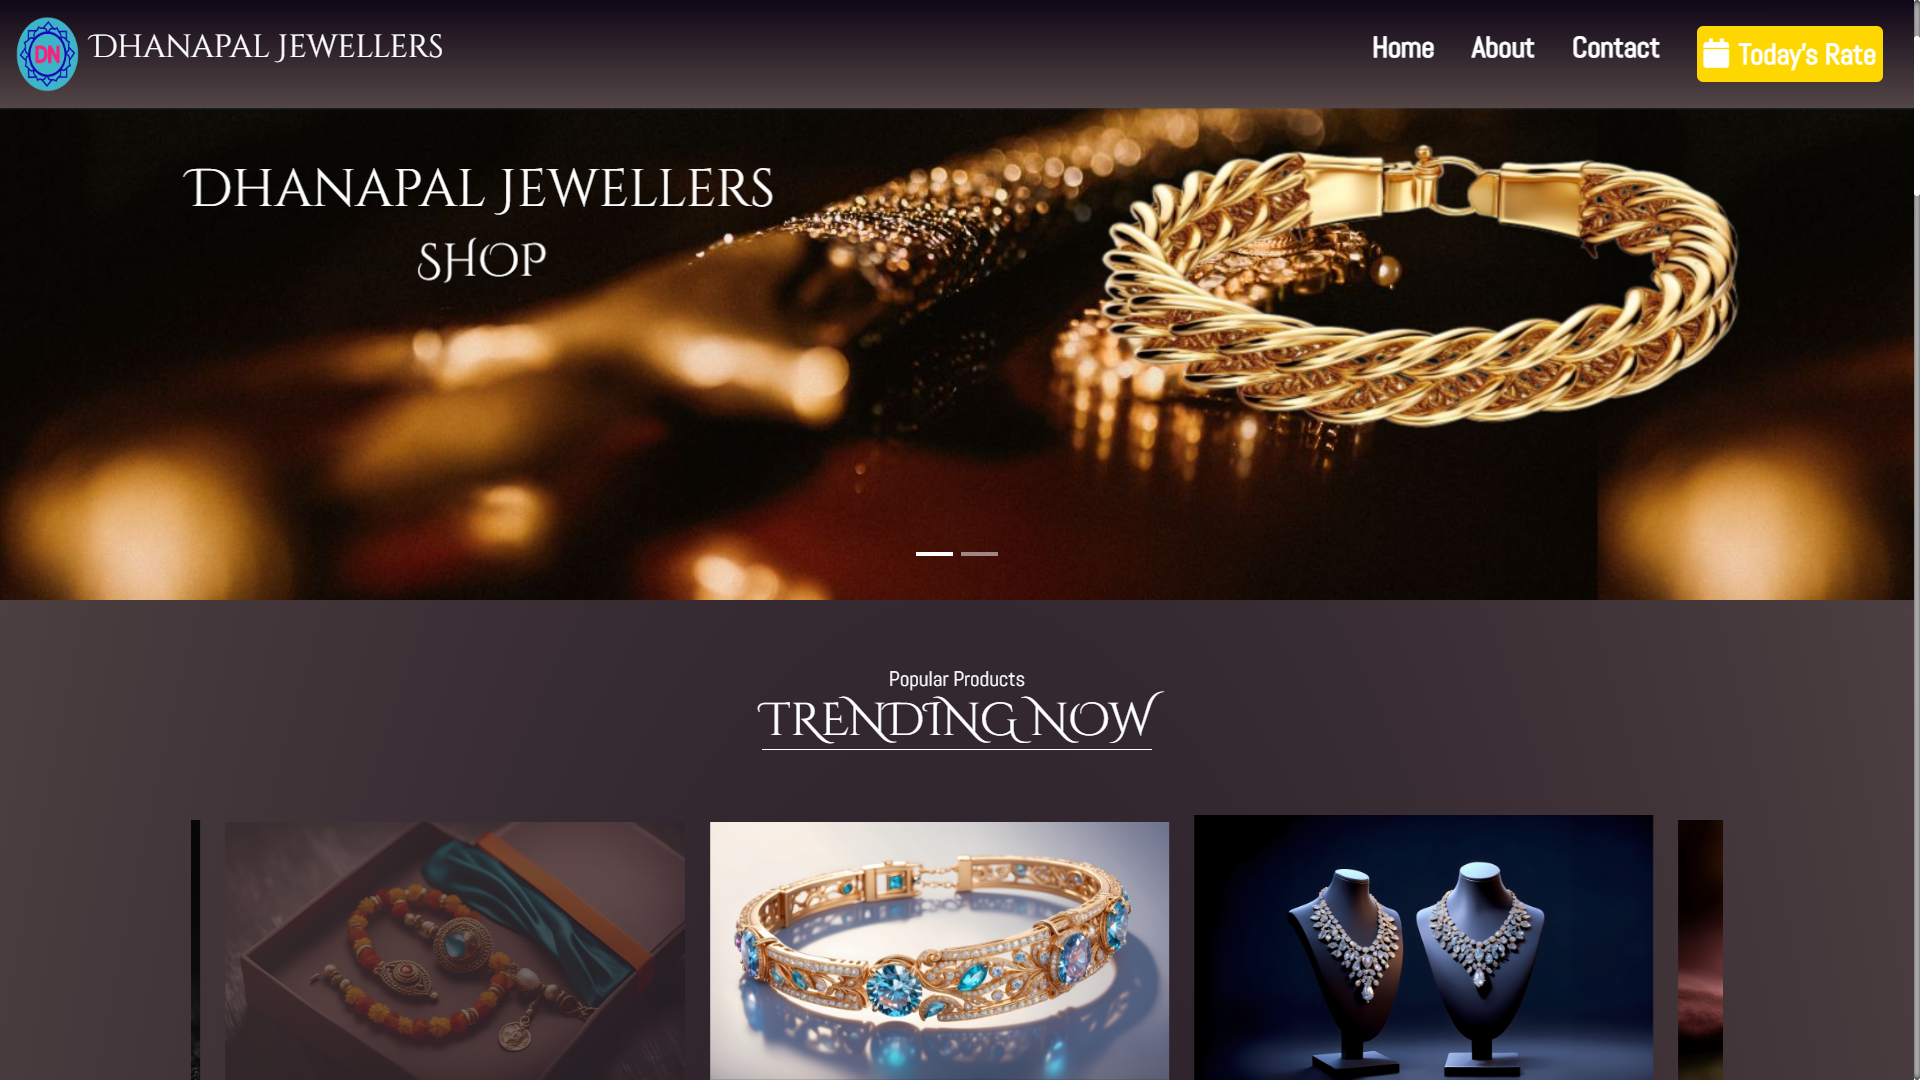 DN
Dhanapal Jewellers
Home
About
Contact
Today's Rate
Dhanapal Jewellers
SHOP
Popular Products
TRENDING NOW